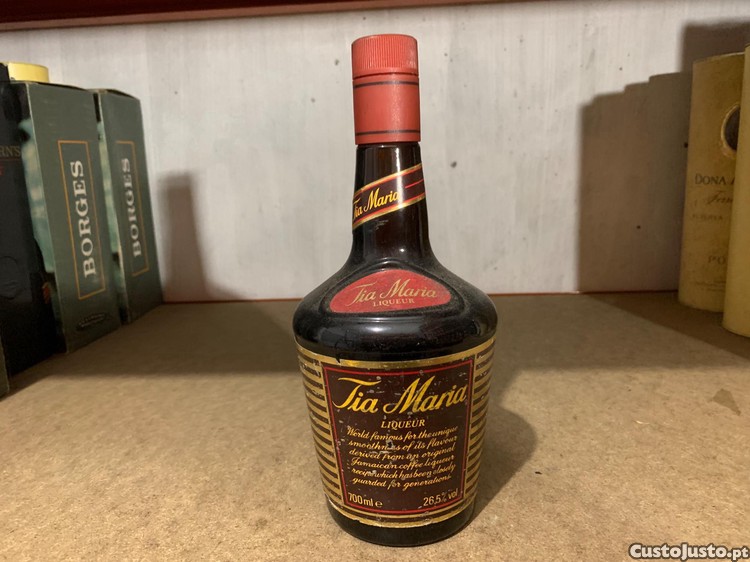 BORGES
BORGES
Tia Maria
Tia Maria
LIQUEUR
Tia Maria
LIQUEUR
World famous for the unique
smoothness of its flavour
derived from an original
Jamaican coffee liqueur
recipe which has been closely
guarded for generations.
700 ml e 26,5% vol
DONA
CustoJusto.pt